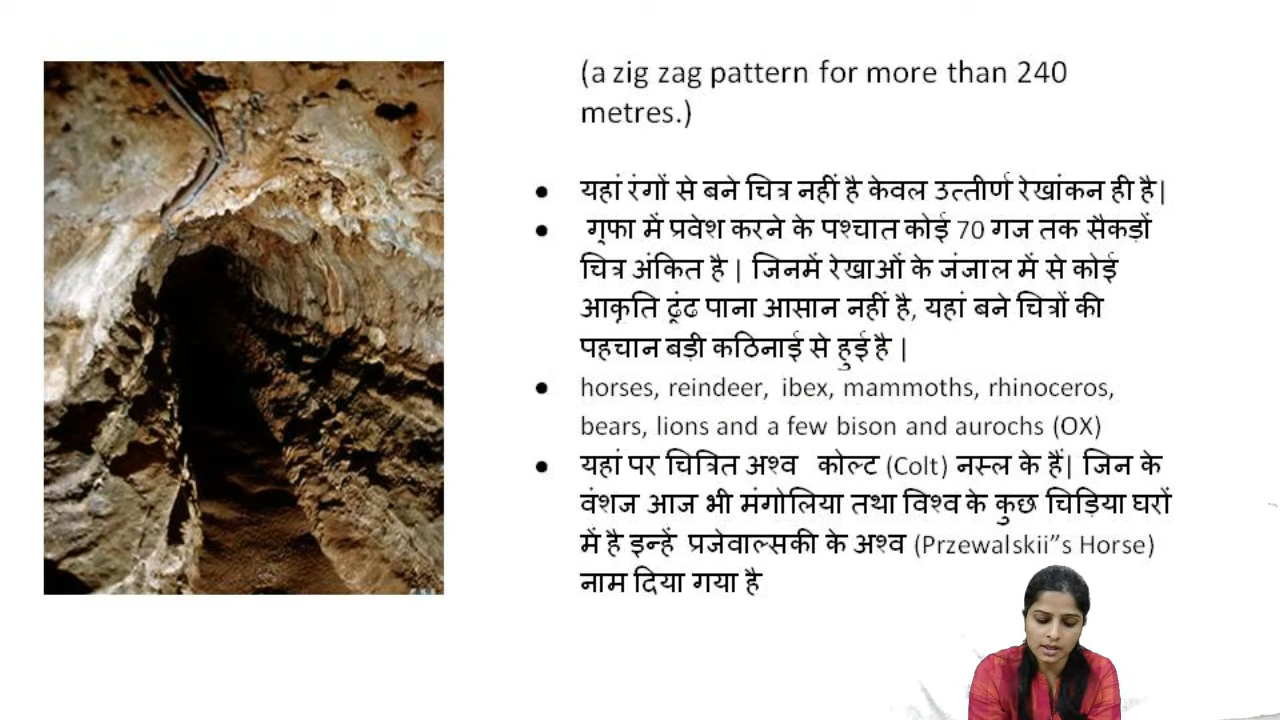 (a zig zag pattern for more than 240
metres.)
● यहां रंगों से बने चित्र नहीं है केवल उत्तीर्ण रेखांकन ही है|
● गुफा में प्रवेश करने के पश्चात कोई 70 गज तक सैकड़ों
चित्र अंकित है | जिनमें रेखाओं के जंजाल में से कोई
आकृति ढूंढ पाना आसान नहीं है, यहां बने चित्रों की
पहचान बड़ी कठिनाई से हुई है |
● horses, reindeer, ibex, mammoths, rhinoceros,
bears, lions and a few bison and aurochs (OX)
● यहां पर चित्रित अश्व कोल्ट (Colt) नस्ल के हैं| जिन के
वंशज आज भी मंगोलिया तथा विश्व के कुछ चिड़िया घरों
में है इन्हें प्रजेवाल्सकी के अश्व (Przewalskii”s Horse)
नाम दिया गया है